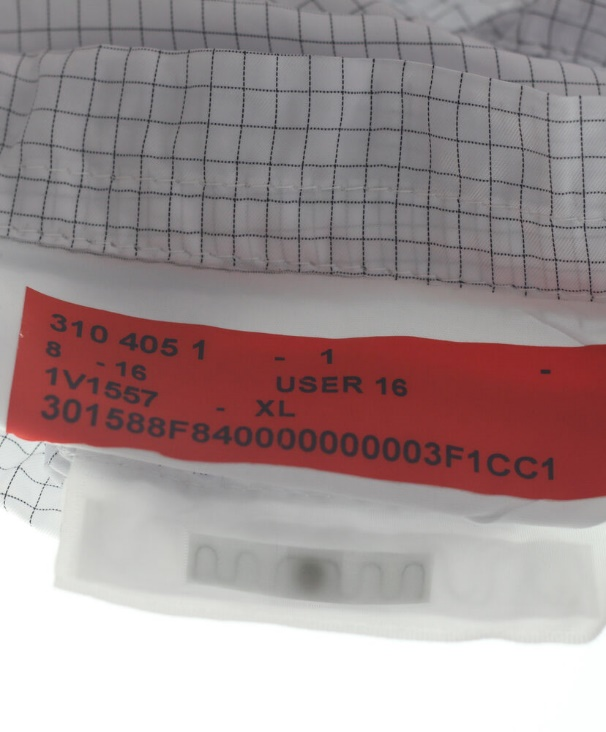 310 405 1 - 1 -
8 - 16 USER 16
1V1557 - XL
301588F840000000003F1CC1